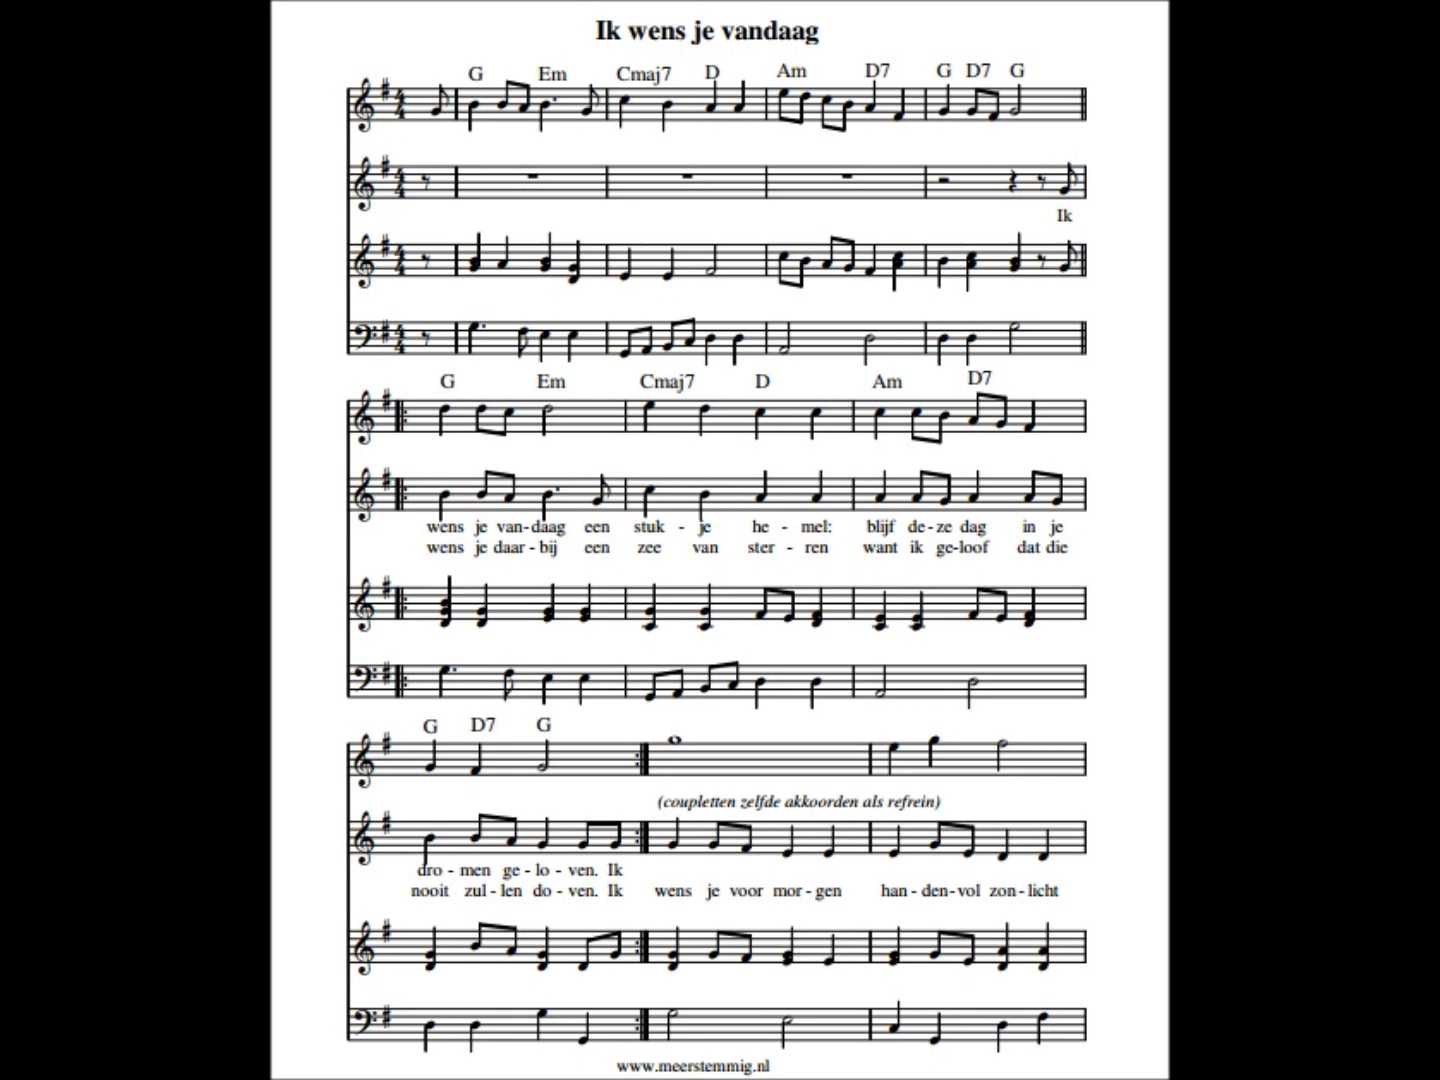 Ik wens je vandaag
G Em Cmaj7 D Am D7 G D7 G
Ik
G Em Cmaj7 D Am D7
wens je van-daag een stuk - je he - mel: blijf de-ze dag in je
wens je daar-bij een zee van ster - ren want ik ge-loof dat die
G D7 G
(coupletten zelfde akkoorden als refrein)
dro - men ge - lo - ven. Ik
nooit zul - len do - ven. Ik wens je voor mor - gen han - den - vol zon - licht
www.meerstemmig.nl